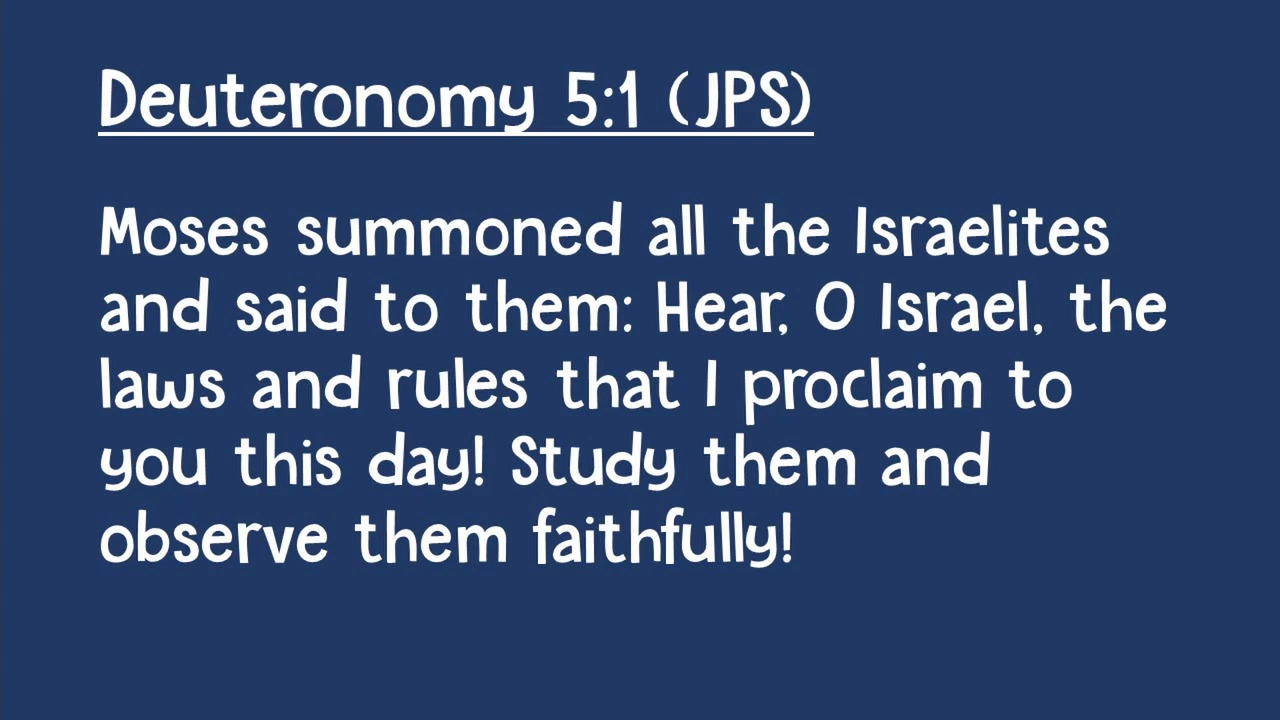 Deuteronomy 5:1 (JPS)
Moses summoned all the Israelites
and said to them: Hear, O Israel, the
laws and rules that I proclaim to
you this day! Study them and
observe them faithfully!